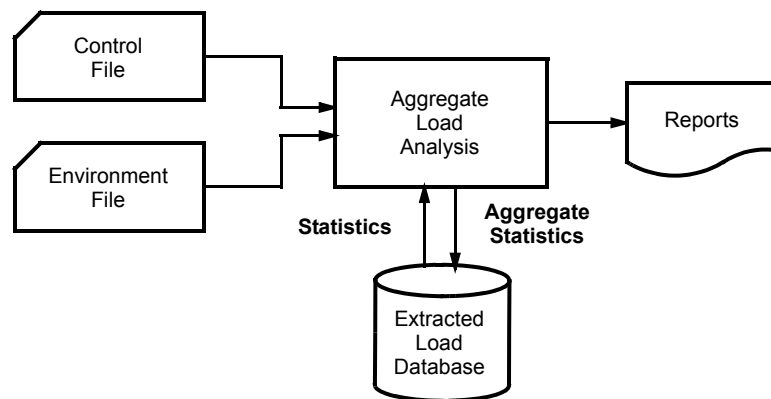 Control
File
Environment
File
Aggregate
Load
Analysis
Reports
Statistics
Aggregate
Statistics
Extracted
Load
Database